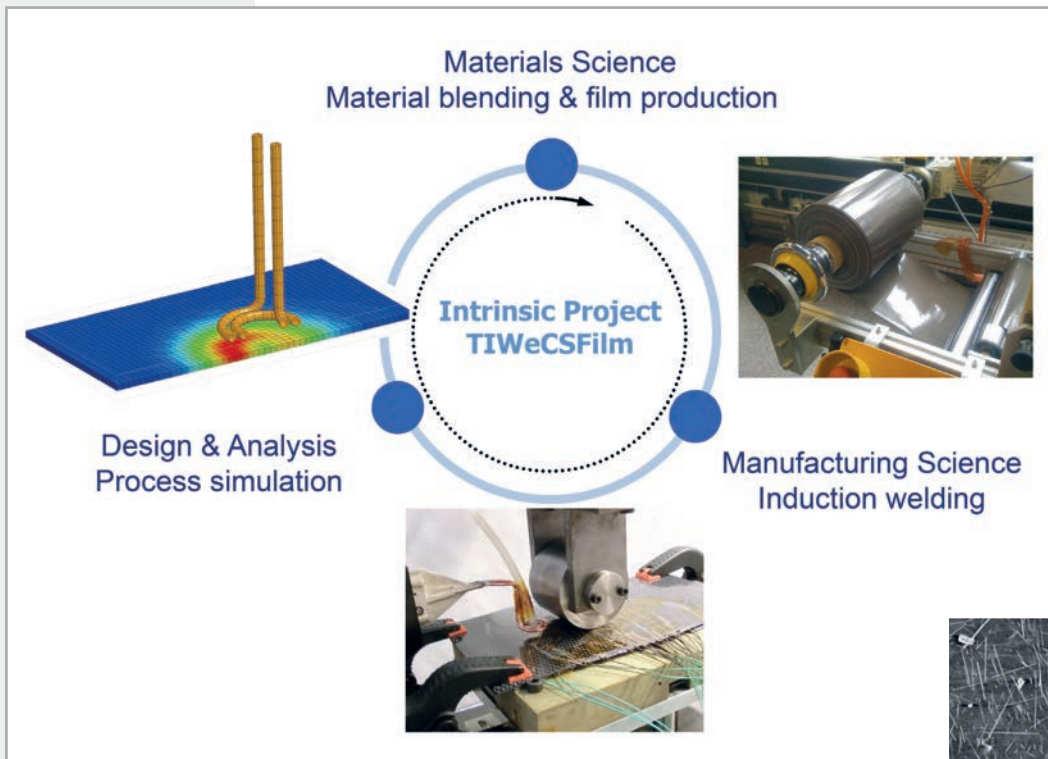 Materials Science
Material blending & film production
Intrinsic Project
TIWeCSFilm
Design & Analysis
Process simulation
Manufacturing Science
Induction welding